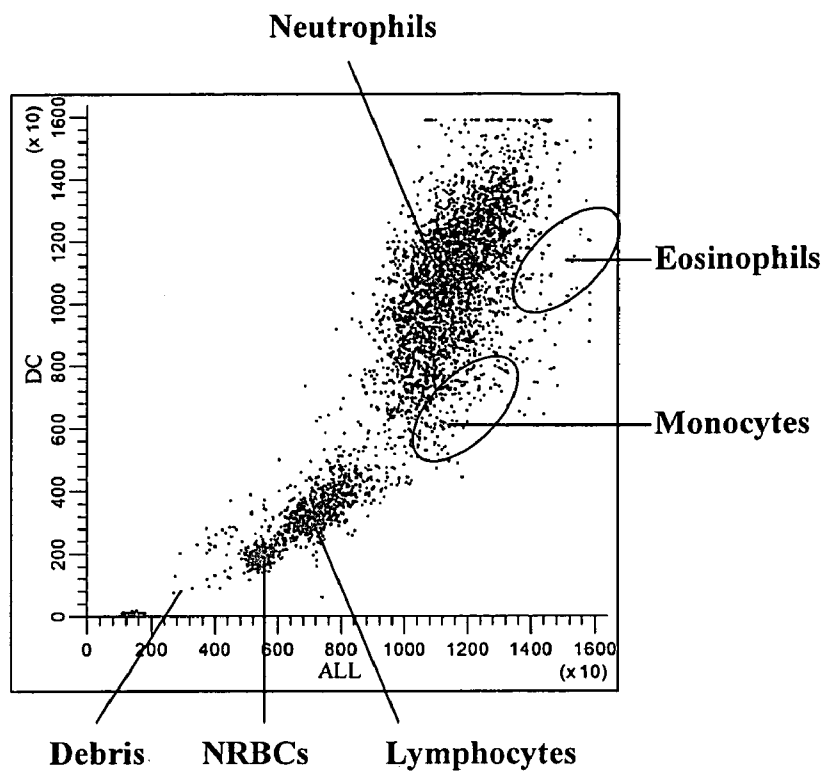 Neutrophils
(x 10)
1600
1400
1200
1000
800
600
400
200
0
DC
Eosinophils
Monocytes
0 200 400 600 800 1000 1200 1400 1600
ALL
(x 10)
Debris NRBCs Lymphocytes